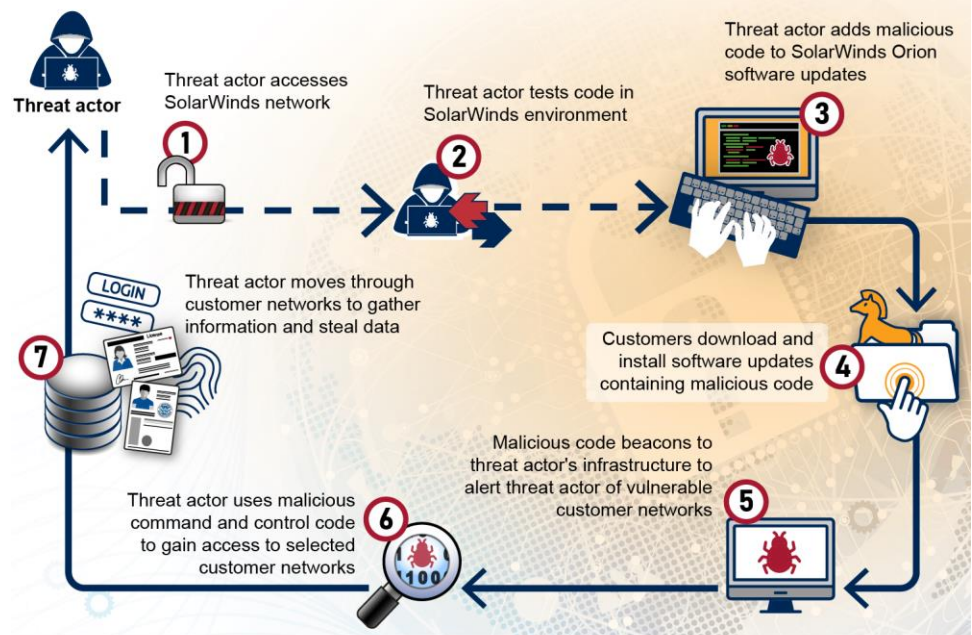 Threat actor
1
Threat actor accesses
SolarWinds network
2
Threat actor tests code in
SolarWinds environment
3
Threat actor adds malicious
code to SolarWinds Orion
software updates
4
Customers download and
install software updates
containing malicious code
5
Malicious code beacons to
threat actor's infrastructure to
alert threat actor of vulnerable
customer networks
6
Threat actor uses malicious
command and control code
to gain access to selected
customer networks
1100
7
Threat actor moves through
customer networks to gather
information and steal data
LOGIN
****